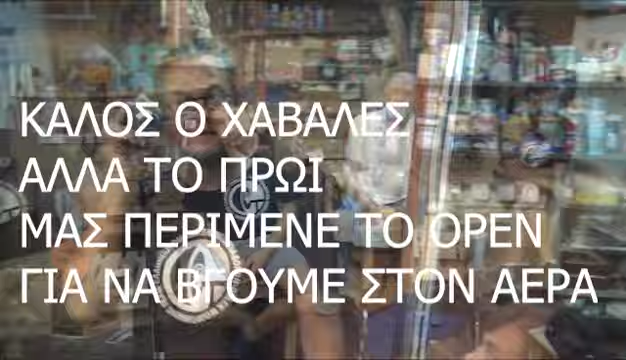 ΚΑΛΟΣ Ο ΧΑΒΑΛΕΣ
ΑΛΛΑ ΤΟ ΠΡΩΙ
ΜΑΣ ΠΕΡΙΜΕΝΕ ΤΟ OPEN
ΓΙΑ ΝΑ ΒΓΟΥΜΕ ΣΤΟΝ ΑΕΡΑ